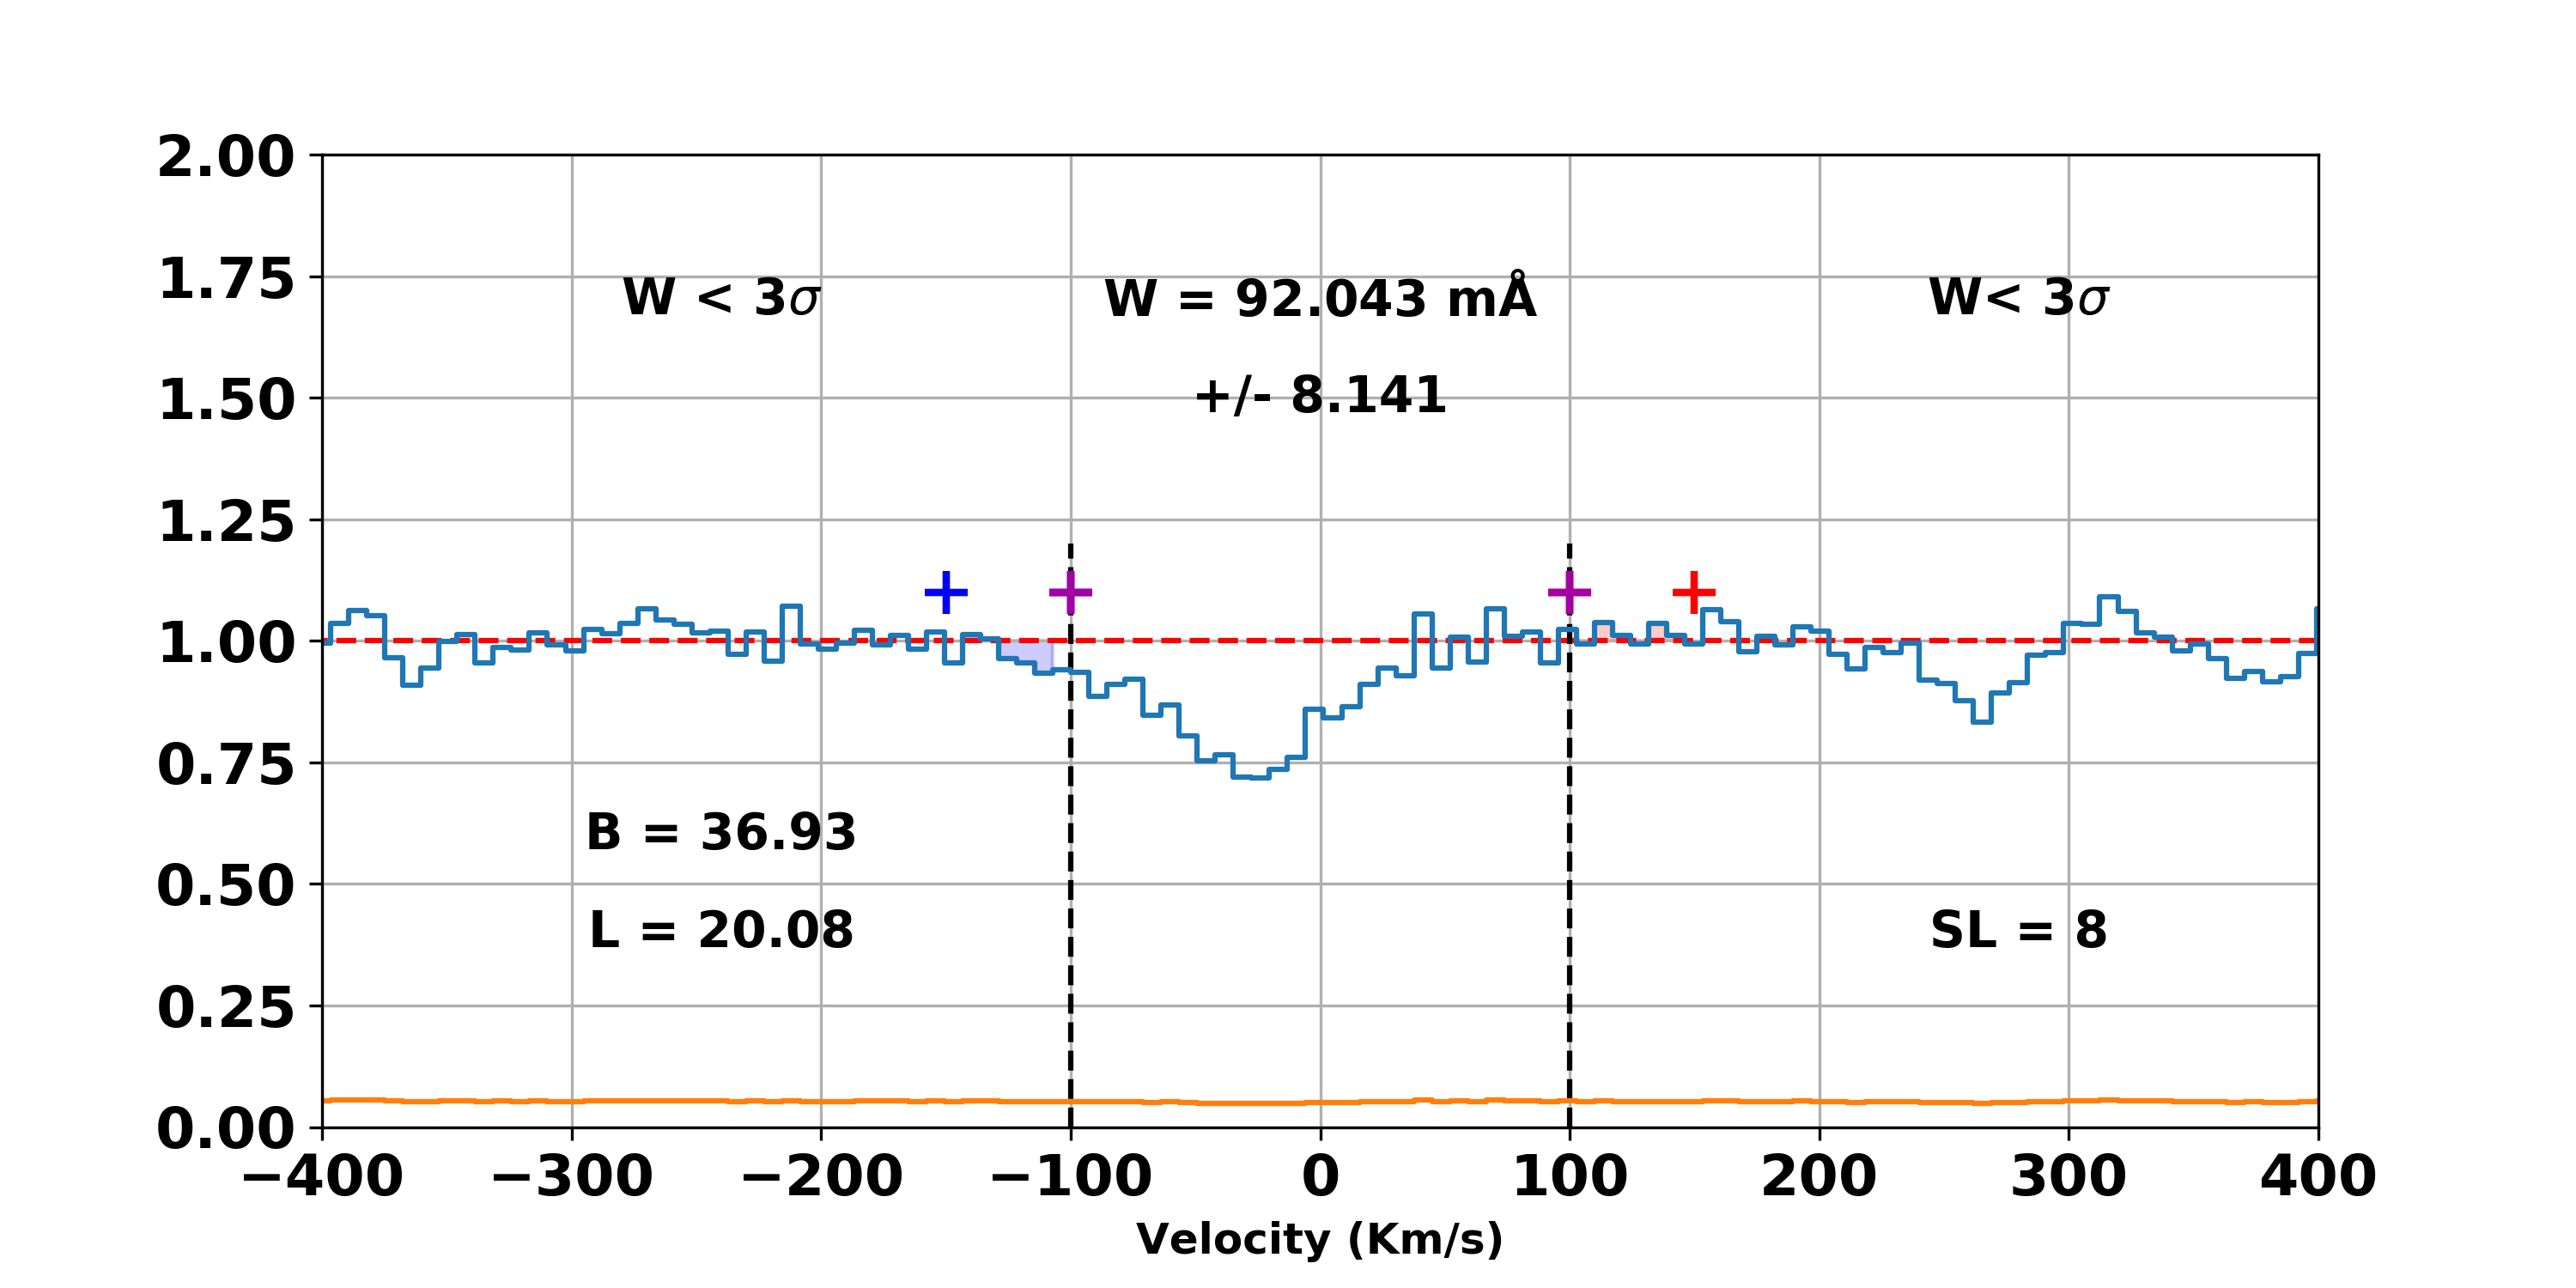 2.00
1.75
1.50
1.25
1.00
0.75
0.50
0.25
0.00
W < 3σ
W = 92.043 mÅ
+/- 8.141
W< 3σ
B = 36.93
L = 20.08
SL = 8
−400 −300 −200 −100 0 100 200 300 400
Velocity (Km/s)